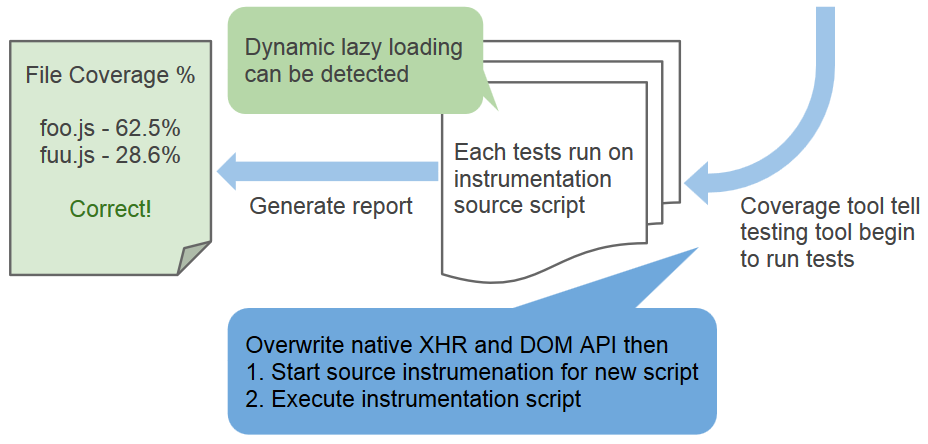 File Coverage %
foo.js - 62.5%
fuu.js - 28.6%
Correct!
Dynamic lazy loading
can be detected
Each tests run on
instrumentation
source script
Generate report
Coverage tool tell
testing tool begin
to run tests
Overwrite native XHR and DOM API then
1. Start source instrumenation for new script
2. Execute instrumentation script